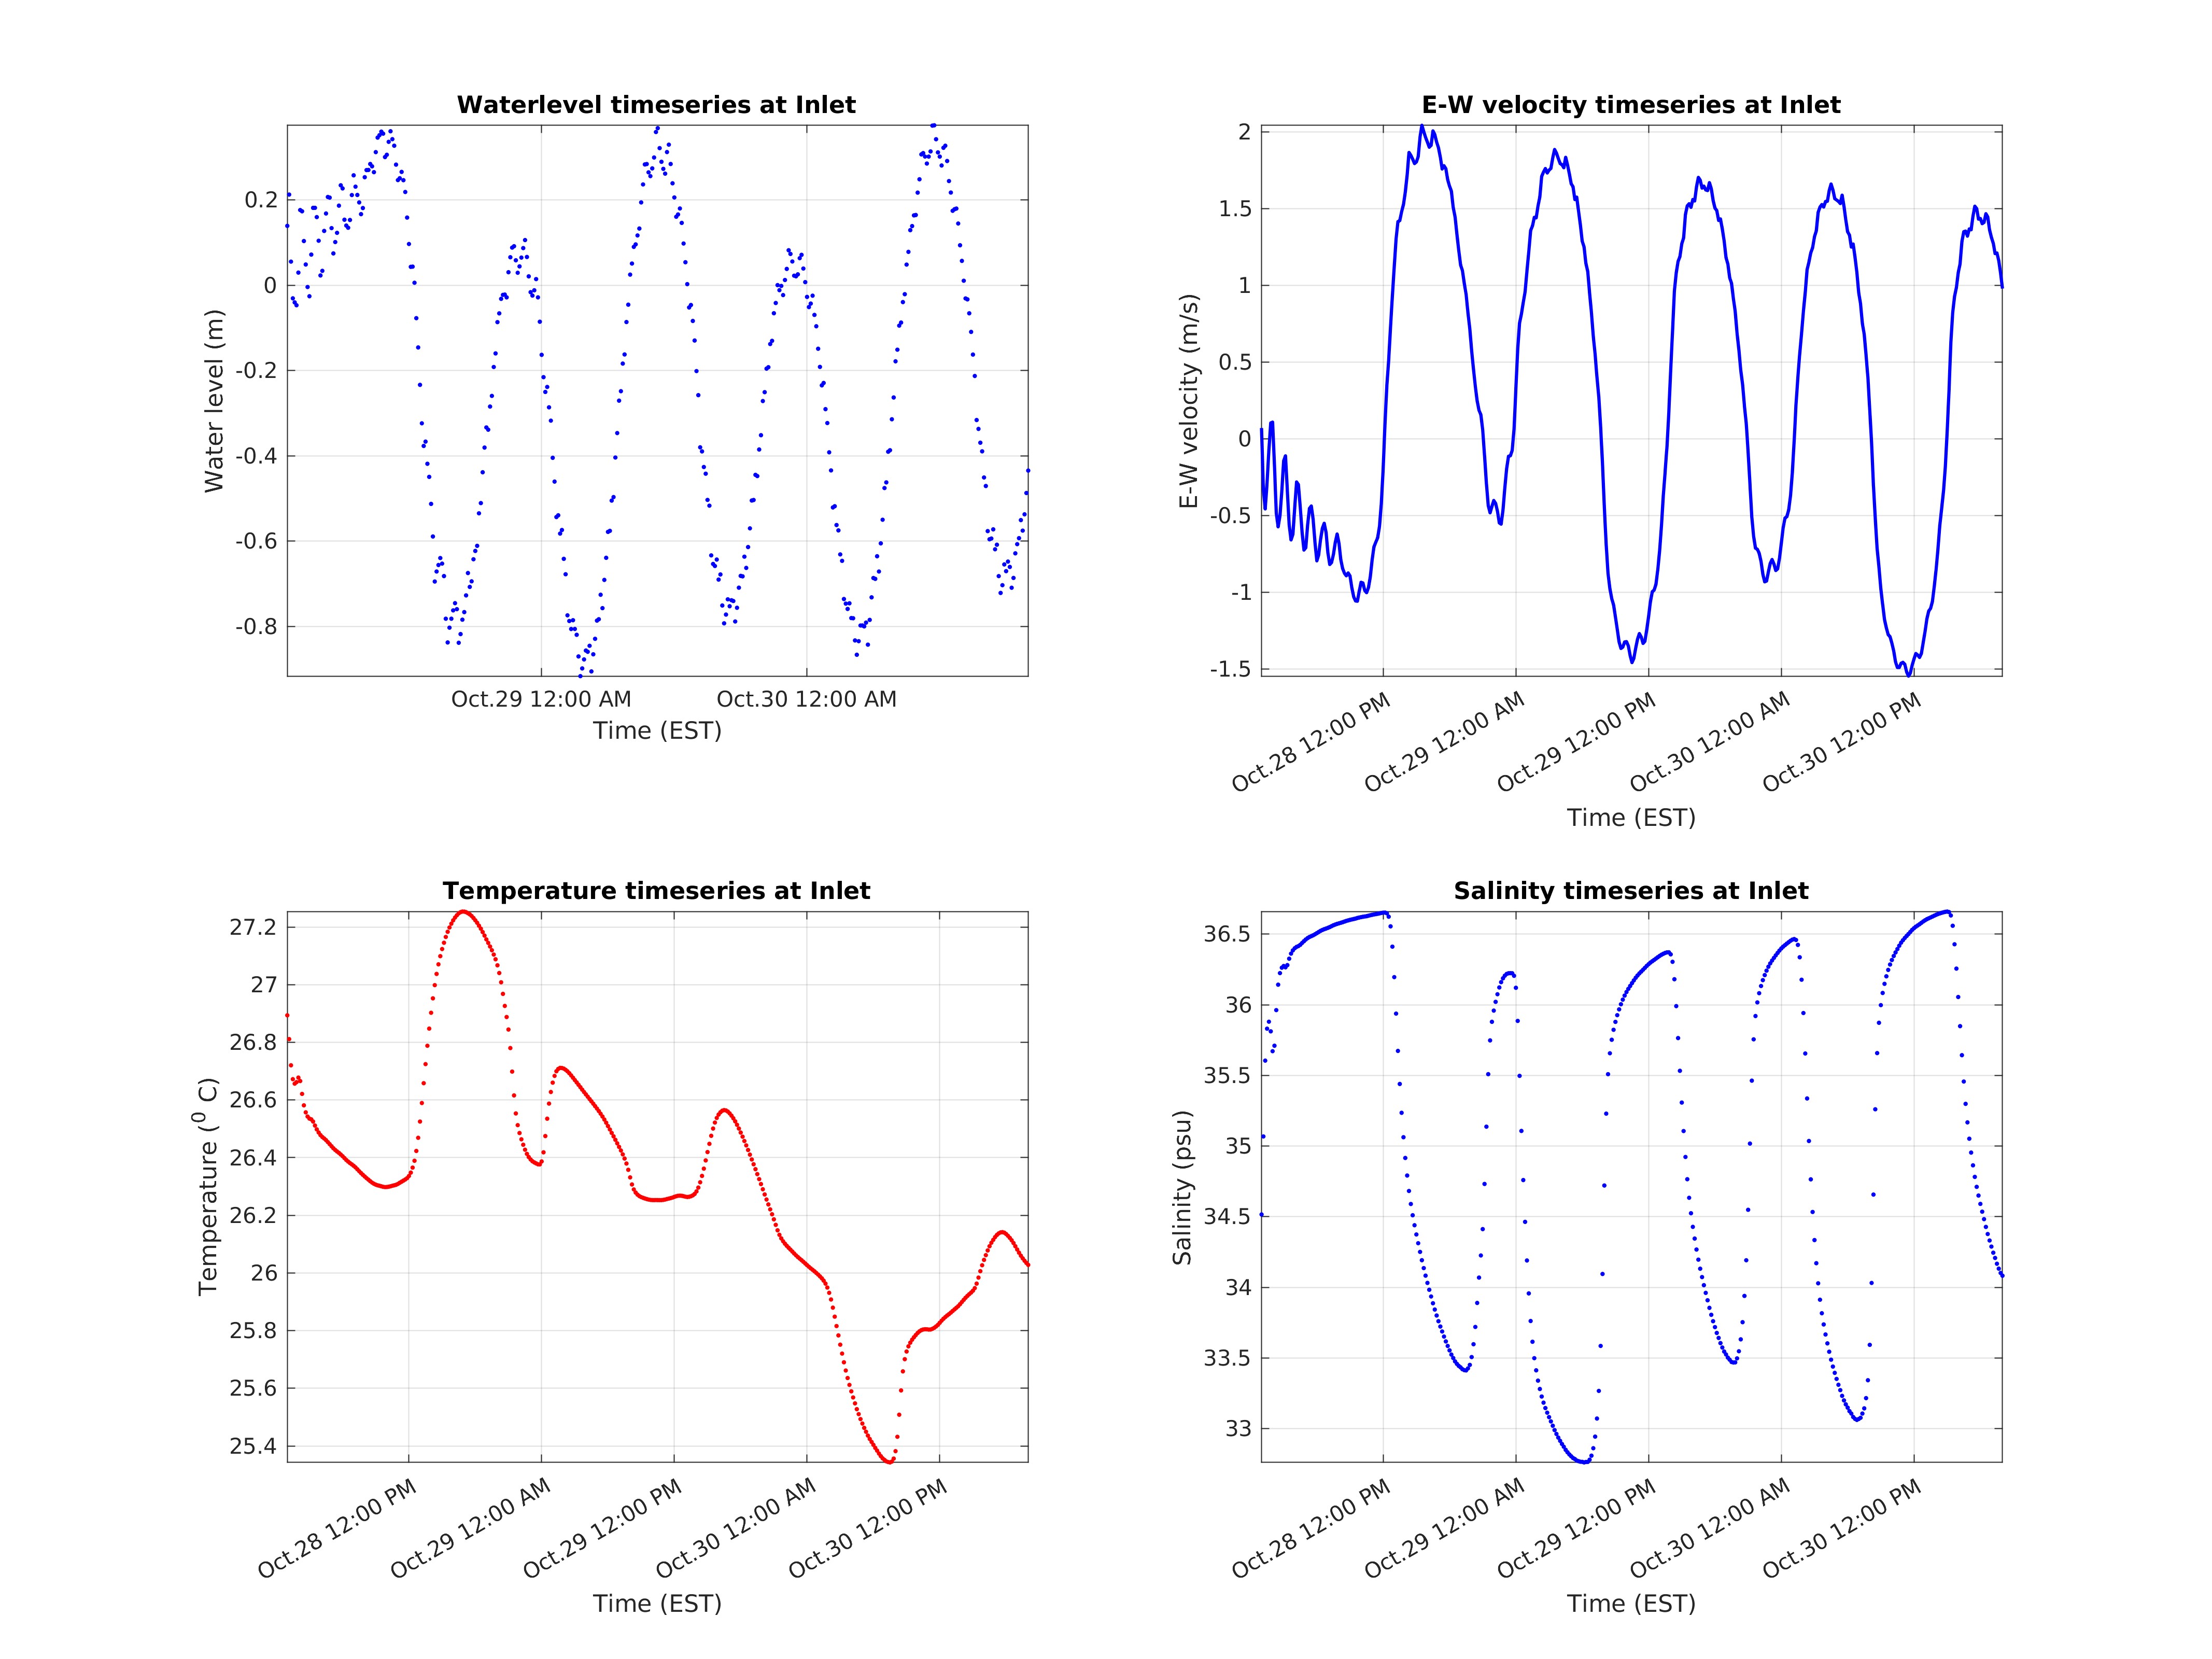 Waterlevel timeseries at Inlet
Water level (m)
0.2
0
-0.2
-0.4
-0.6
-0.8
Oct.29 12:00 AM
Oct.30 12:00 AM
Time (EST)
E-W velocity timeseries at Inlet
E-W velocity (m/s)
2
1.5
1
0.5
0
-0.5
-1
-1.5
Oct.28 12:00 PM
Oct.29 12:00 AM
Oct.29 12:00 PM
Oct.30 12:00 AM
Oct.30 12:00 PM
Time (EST)
Temperature timeseries at Inlet
Temperature (⁰ C)
27.2
27
26.8
26.6
26.4
26.2
26
25.8
25.6
25.4
Oct.28 12:00 PM
Oct.29 12:00 AM
Oct.29 12:00 PM
Oct.30 12:00 AM
Oct.30 12:00 PM
Time (EST)
Salinity timeseries at Inlet
Salinity (psu)
36.5
36
35.5
35
34.5
34
33.5
33
Oct.28 12:00 PM
Oct.29 12:00 AM
Oct.29 12:00 PM
Oct.30 12:00 AM
Oct.30 12:00 PM
Time (EST)